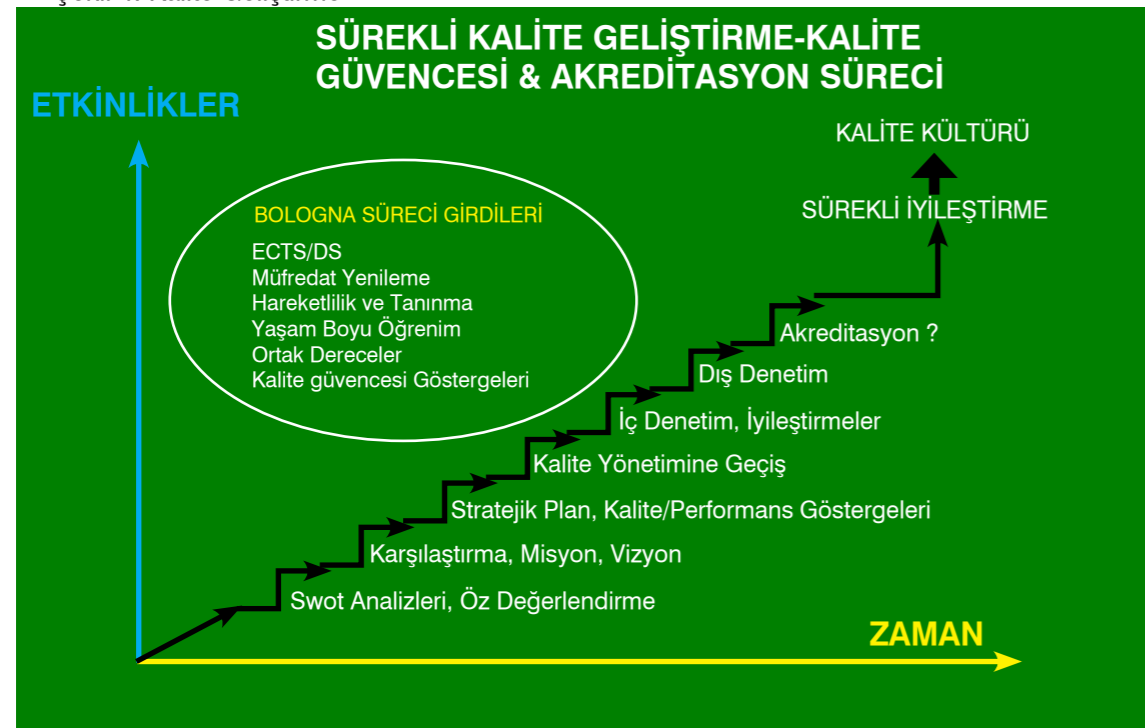 SÜREKLİ KALİTE GELİŞTİRME-KALİTE
GÜVENCESİ & AKREDİTASYON SÜRECİ
ETKİNLİKLER
KALİTE KÜLTÜRÜ
SÜREKLİ İYİLEŞTİRME
BOLOGNA SÜRECİ GİRDİLERİ
ECTS/DS
Müfredat Yenileme
Hareketlilik ve Tanınma
Yaşam Boyu Öğrenim
Ortak Dereceler
Kalite güvencesi Göstergeleri
Akreditasyon ?
Dış Denetim
İç Denetim, İyileştirmeler
Kalite Yönetimine Geçiş
Stratejik Plan, Kalite/Performans Göstergeleri
Karşılaştırma, Misyon, Vizyon
Swot Analizleri, Öz Değerlendirme
ZAMAN